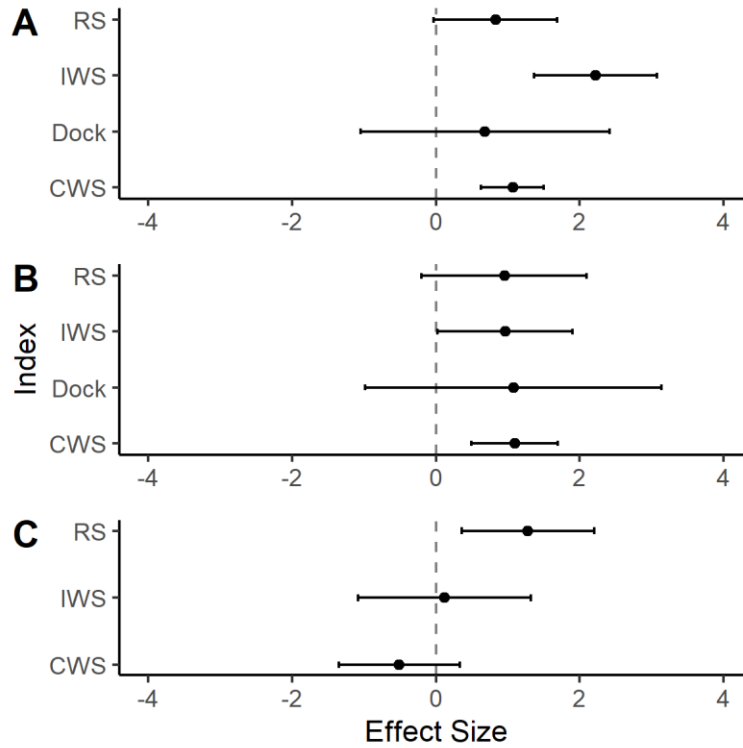 A
RS
IWS
Dock
CWS
-4 -2 0 2 4
B
RS
IWS
Dock
CWS
-4 -2 0 2 4
Index
C
RS
IWS
CWS
-4 -2 0 2 4
Effect Size